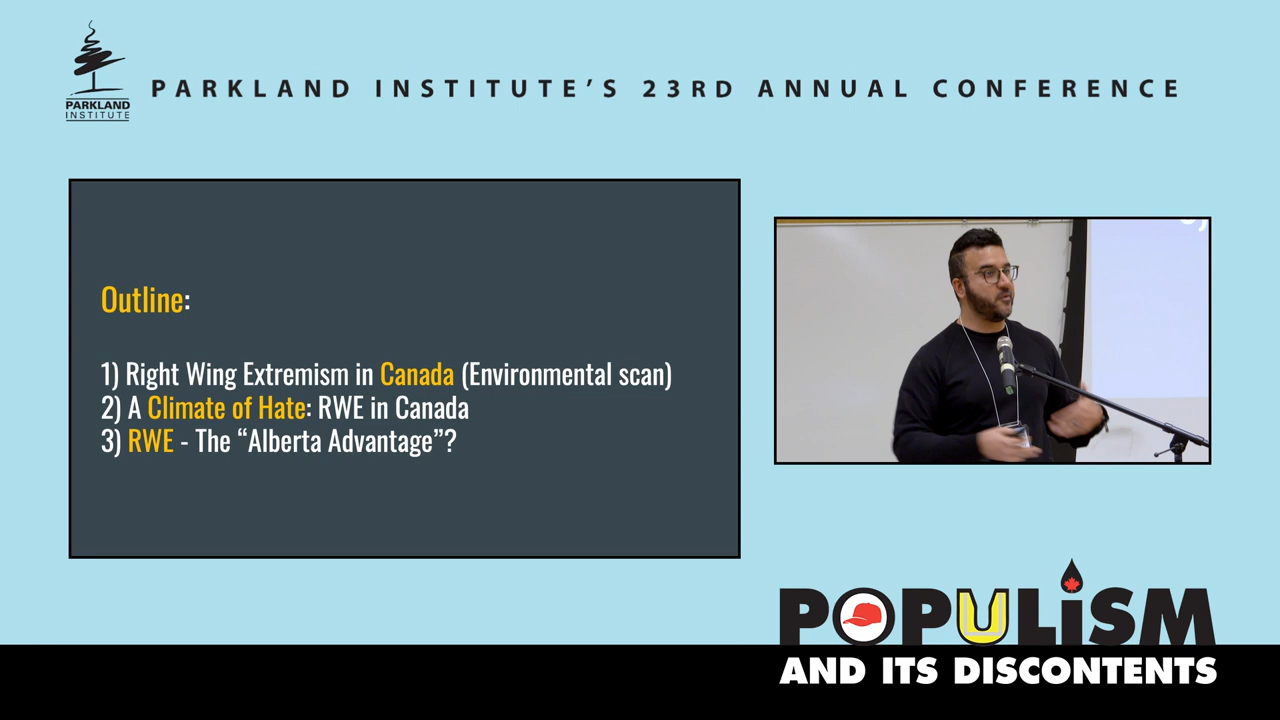 PARKLAND
INSTITUTE
PARKLAND INSTITUTE'S 23RD ANNUAL CONFERENCE
Outline:
1) Right Wing Extremism in Canada (Environmental scan)
2) A Climate of Hate: RWE in Canada
3) RWE - The “Alberta Advantage”?
POPULiSM
AND ITS DISCONTENTS